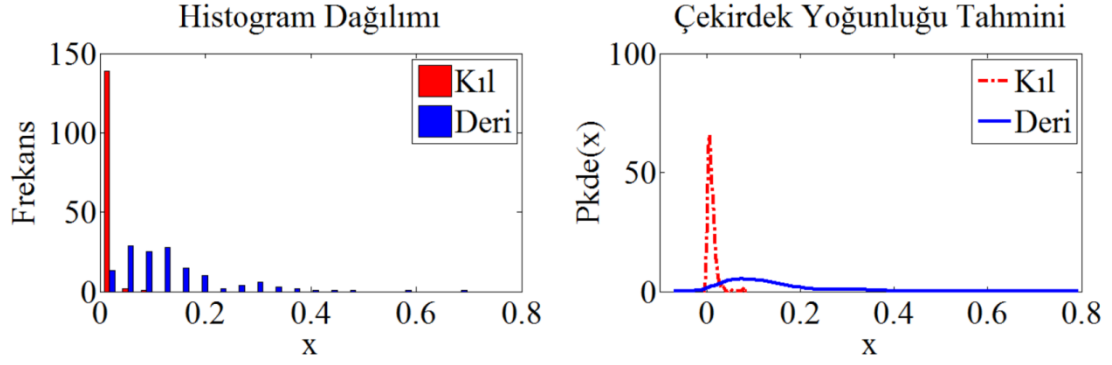 Histogram Dağılımı
150
100
50
0
0
0.2
0.4
0.6
0.8
Frekans
x
Kıl
Deri
Çekirdek Yoğunluğu Tahmini
100
50
0
0
0.2
0.4
0.6
0.8
Pkde(x)
x
Kıl
Deri